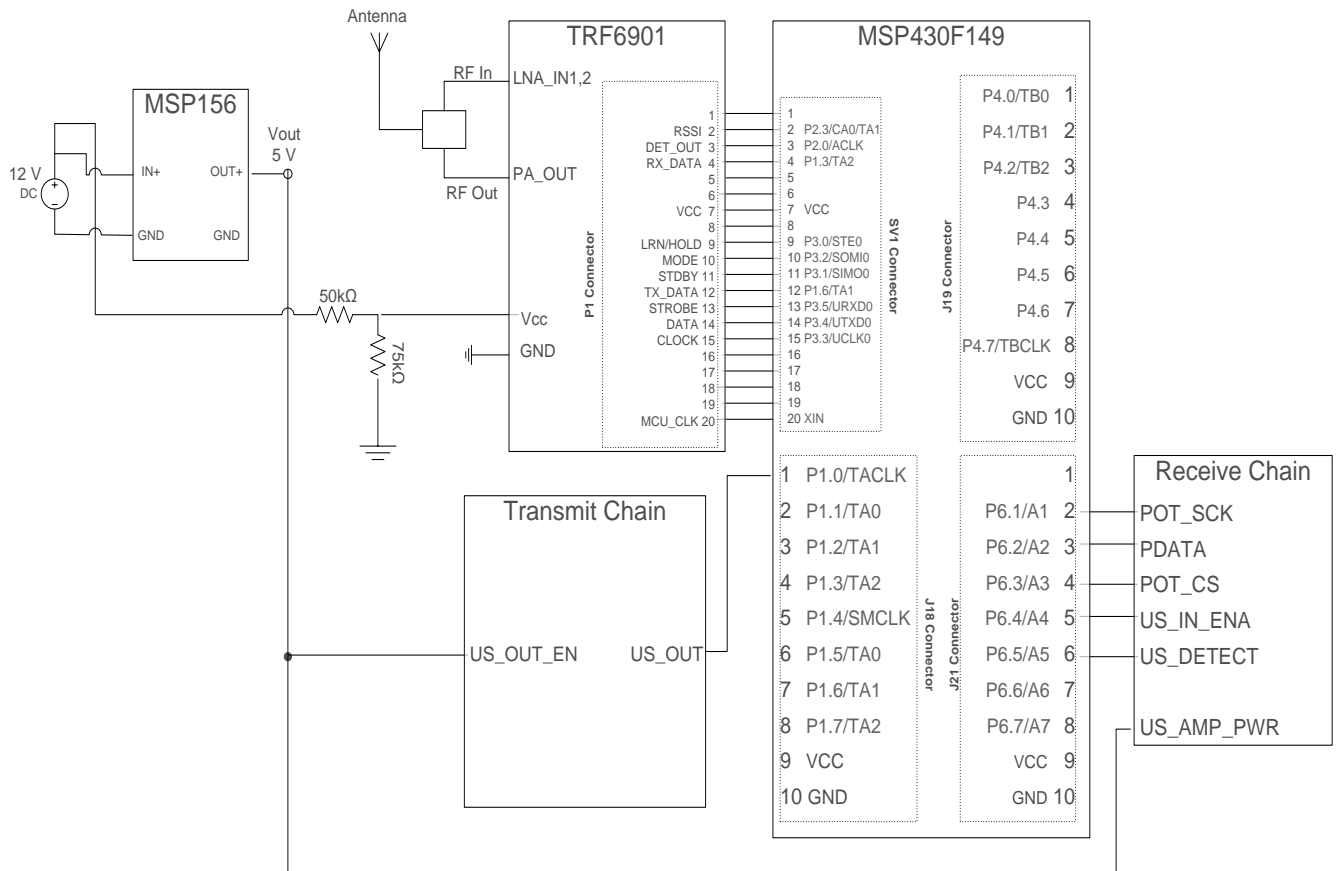 Antenna
RF In
RF Out
MSP156
IN+
OUT+
GND
GND
12 V
DC
Vout
5 V
50kΩ
75kΩ
TRF6901
LNA_IN1,2
PA_OUT
Vcc
GND
P1 Connector
1
RSSI 2
DET_OUT 3
RX_DATA 4
5
6
VCC 7
8
LRN/HOLD 9
MODE 10
STDBY 11
TX_DATA 12
STROBE 13
DATA 14
CLOCK 15
16
17
18
19
MCU_CLK 20
MSP430F149
1
2 P2.3/CA0/TA1
3 P2.0/ACLK
4 P1.3/TA2
5
6
7 VCC
8
9 P3.0/STE0
10 P3.2/SOMI0
11 P3.1/SIMO0
12 P1.6/TA1
13 P3.5/URXD0
14 P3.4/UTXD0
15 P3.3/UCLK0
16
17
18
19
20 XIN
SV1 Connector
J19 Connector
P4.0/TB0 1
P4.1/TB1 2
P4.2/TB2 3
P4.3 4
P4.4 5
P4.5 6
P4.6 7
P4.7/TBCLK 8
VCC 9
GND 10
1 P1.0/TACLK
2 P1.1/TA0
3 P1.2/TA1
4 P1.3/TA2
5 P1.4/SMCLK
6 P1.5/TA0
7 P1.6/TA1
8 P1.7/TA2
9 VCC
10 GND
J18 Connector
J21 Connector
1
P6.1/A1 2
P6.2/A2 3
P6.3/A3 4
P6.4/A4 5
P6.5/A5 6
P6.6/A6 7
P6.7/A7 8
VCC 9
GND 10
Transmit Chain
US_OUT_EN
US_OUT
Receive Chain
POT_SCK
PDATA
POT_CS
US_IN_ENA
US_DETECT
US_AMP_PWR